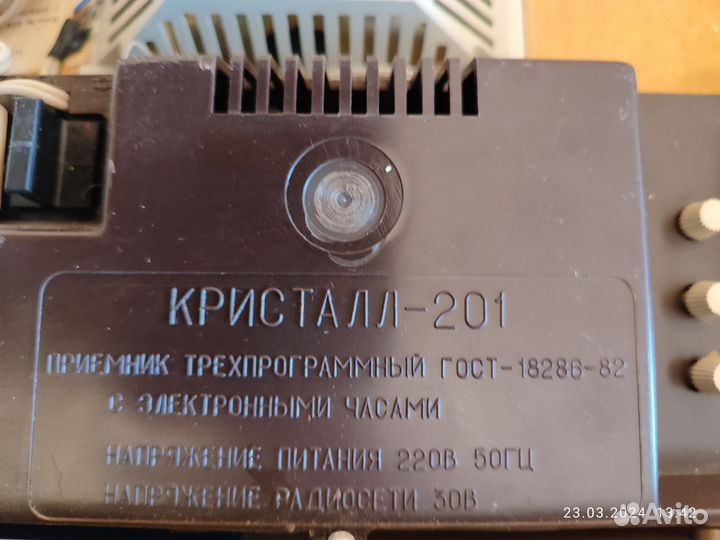 КРИСТАЛЛ-201
ПРИЕМНИК ТРЕХПРОГРАММНЫЙ ГОСТ-18286-82
С ЭЛЕКТРОННЫМИ ЧАСАМИ
НАПРЯЖЕНИЕ ПИТАНИЯ 220В 50ГЦ
НАПРЯЖЕНИЕ РАДИОСЕТИ 30В
23.03.2024 13:42
Avito